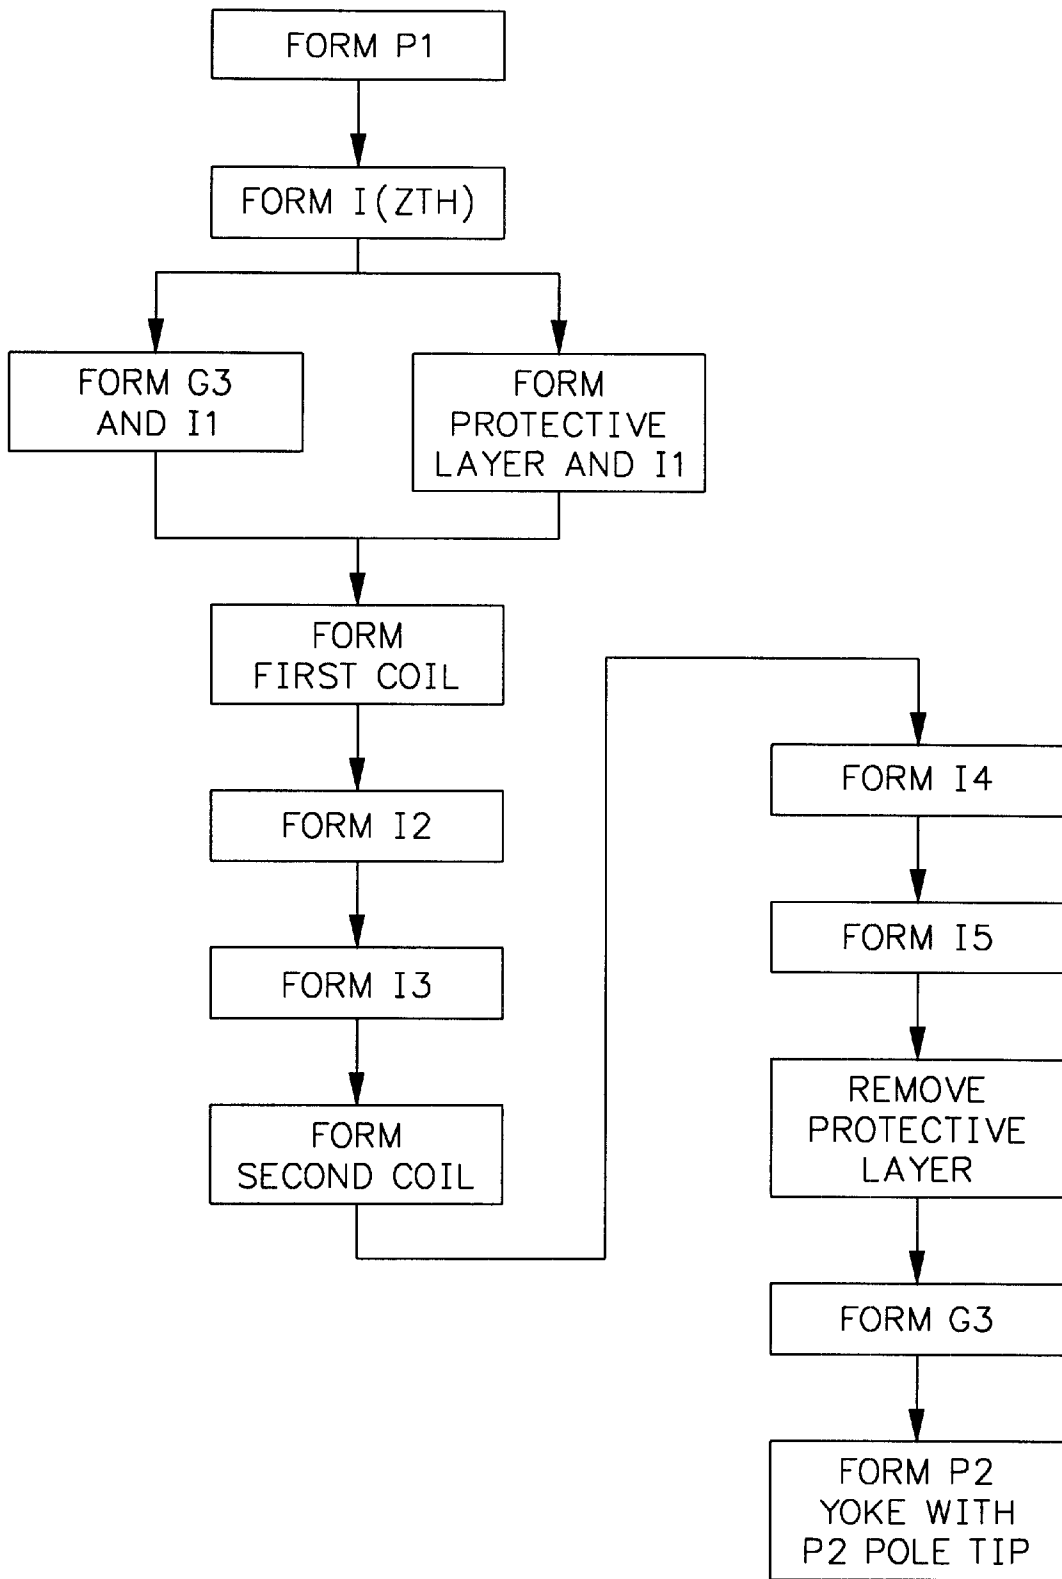 FORM P1
FORM I(ZTH)
FORM G3
AND I1
FORM
PROTECTIVE
LAYER AND I1
FORM
FIRST COIL
FORM I2
FORM I3
FORM
SECOND COIL
FORM I4
FORM I5
REMOVE
PROTECTIVE
LAYER
FORM G3
FORM P2
YOKE WITH
P2 POLE TIP